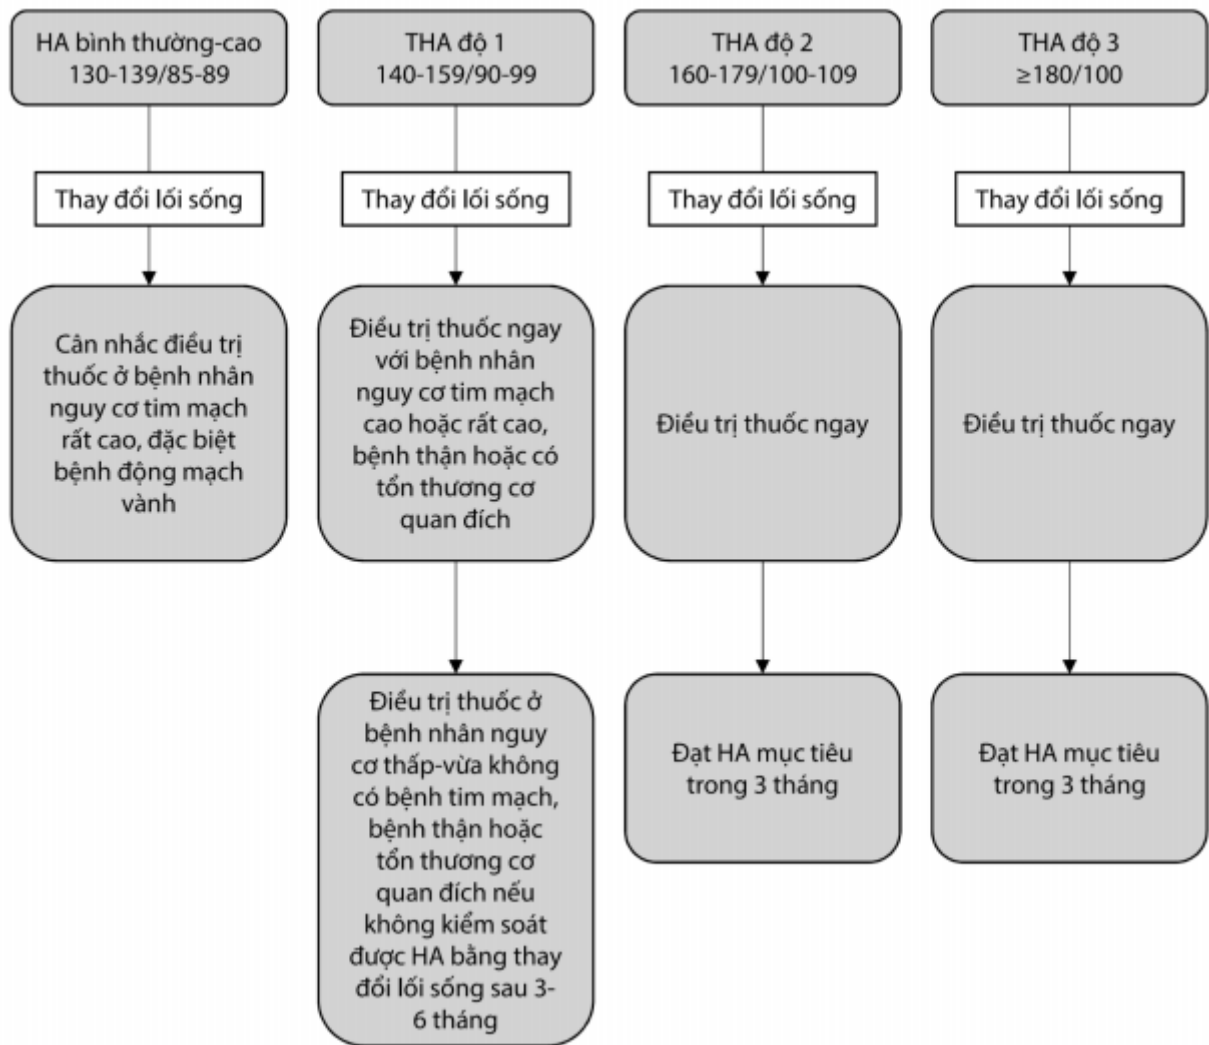 HA bình thường-cao
130-139/85-89
THA độ 1
140-159/90-99
THA độ 2
160-179/100-109
THA độ 3
≥180/100
Thay đổi lối sống
Thay đổi lối sống
Thay đổi lối sống
Thay đổi lối sống
Cân nhắc điều trị
thuốc ở bệnh nhân
nguy cơ tim mạch
rất cao, đặc biệt
bệnh động mạch
vành
Điều trị thuốc ngay
với bệnh nhân
nguy cơ tim mạch
cao hoặc rất cao,
bệnh thận hoặc có
tổn thương cơ
quan đích
Điều trị thuốc ngay
Điều trị thuốc ngay
Điều trị thuốc ở
bệnh nhân nguy
cơ thấp-vừa không
có bệnh tim mạch,
bệnh thận hoặc
tổn thương cơ
quan đích nếu
không kiểm soát
được HA bằng thay
đổi lối sống sau 3-
6 tháng
Đạt HA mục tiêu
trong 3 tháng
Đạt HA mục tiêu
trong 3 tháng